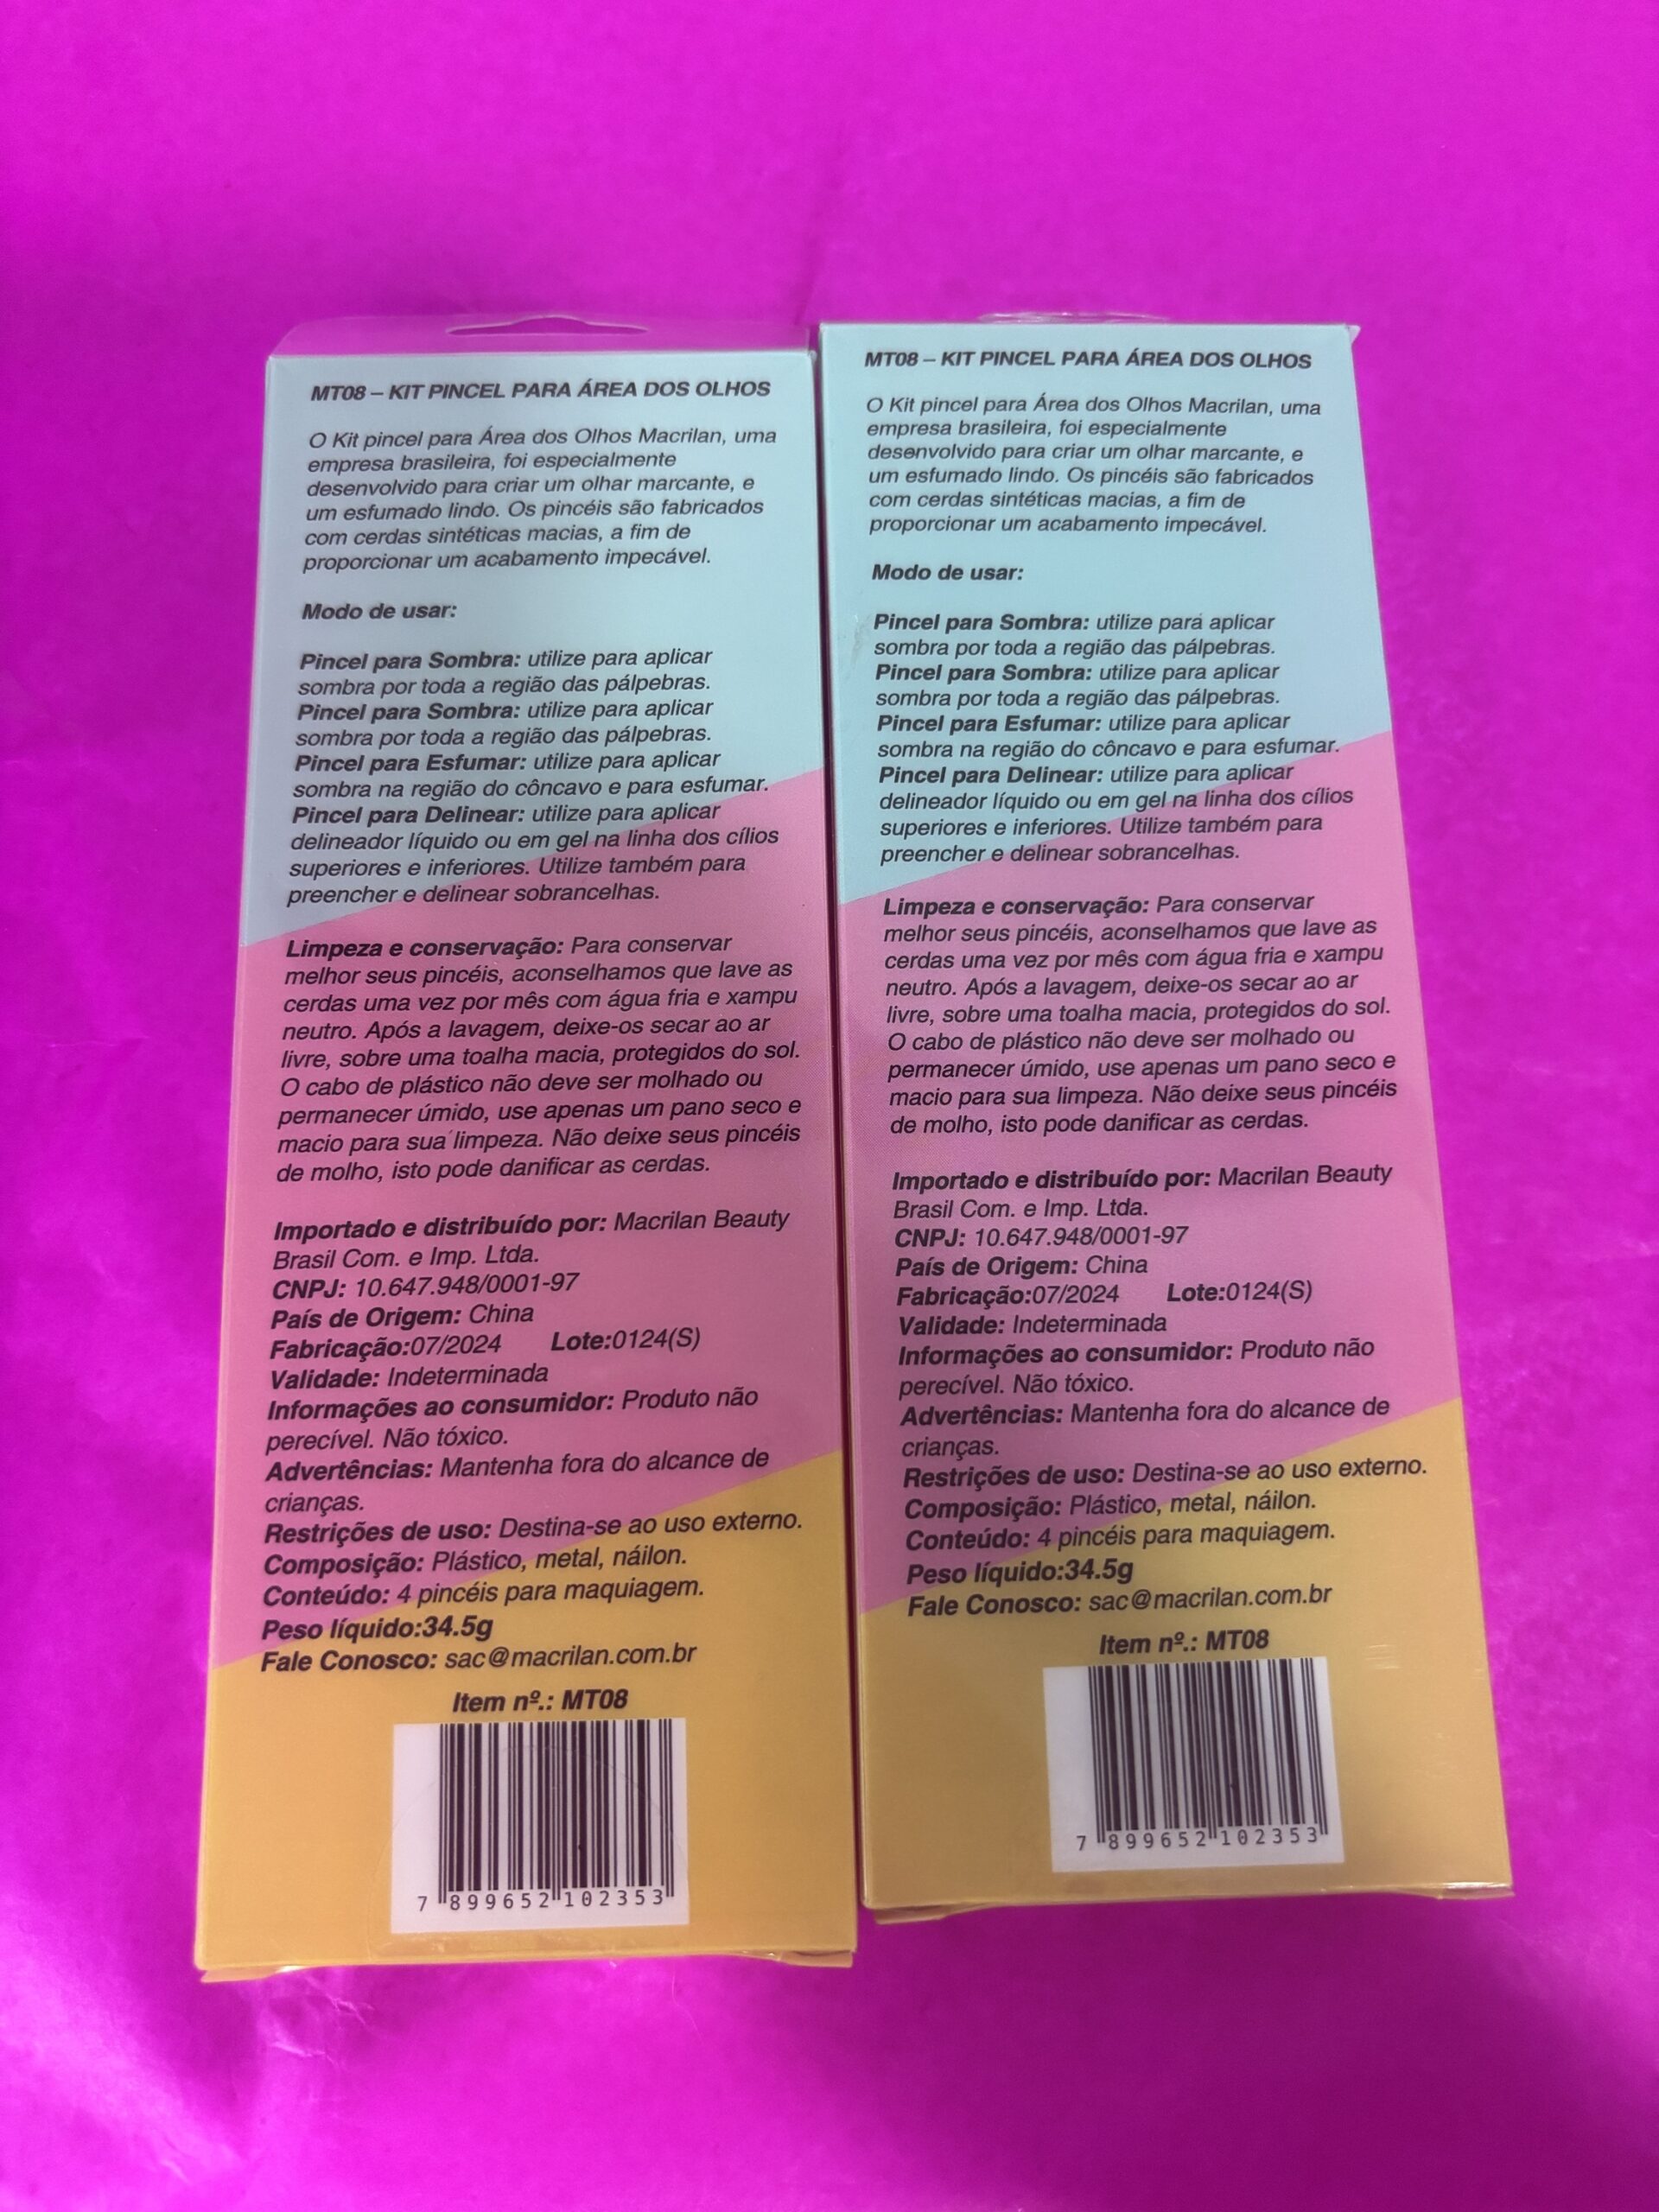 MT08 – KIT PINCEL PARA ÁREA DOS OLHOS
O Kit pincel para Área dos Olhos Macrilan, uma
empresa brasileira, foi especialmente
desenvolvido para criar um olhar marcante, e
um esfumado lindo. Os pincéis são fabricados
com cerdas sintéticas macias, a fim de
proporcionar um acabamento impecável.
Modo de usar:
Pincel para Sombra: utilize para aplicar
sombra por toda a região das pálpebras.
Pincel para Sombra: utilize para aplicar
sombra por toda a região das pálpebras.
Pincel para Esfumar: utilize para aplicar
sombra na região do côncavo e para esfumar.
Pincel para Delinear: utilize para aplicar
delineador líquido ou em gel na linha dos cílios
superiores e inferiores. Utilize também para
preencher e delinear sobrancelhas.
Limpeza e conservação: Para conservar
melhor seus pincéis, aconselhamos que lave as
cerdas uma vez por mês com água fria e xampu
neutro. Após a lavagem, deixe-os secar ao ar
livre, sobre uma toalha macia, protegidos do sol.
O cabo de plástico não deve ser molhado ou
permanecer úmido, use apenas um pano seco e
macio para sua limpeza. Não deixe seus pincéis
de molho, isto pode danificar as cerdas.
Importado e distribuído por: Macrilan Beauty
Brasil Com. e Imp. Ltda.
CNPJ: 10.647.948/0001-97
País de Origem: China
Fabricação:07/2024 Lote:0124(S)
Validade: Indeterminada
Informações ao consumidor: Produto não
perecível. Não tóxico.
Advertências: Mantenha fora do alcance de
crianças.
Restrições de uso: Destina-se ao uso externo.
Composição: Plástico, metal, náilon.
Conteúdo: 4 pincéis para maquiagem.
Peso líquido:34.5g
Fale Conosco: sac@macrilan.com.br
Item nº.: MT08
7 899652 102353
MT08 – KIT PINCEL PARA ÁREA DOS OLHOS
O Kit pincel para Área dos Olhos Macrilan, uma
empresa brasileira, foi especialmente
desenvolvido para criar um olhar marcante, e
um esfumado lindo. Os pincéis são fabricados
com cerdas sintéticas macias, a fim de
proporcionar um acabamento impecável.
Modo de usar:
Pincel para Sombra: utilize para aplicar
sombra por toda a região das pálpebras.
Pincel para Sombra: utilize para aplicar
sombra por toda a região das pálpebras.
Pincel para Esfumar: utilize para aplicar
sombra na região do côncavo e para esfumar.
Pincel para Delinear: utilize para aplicar
delineador líquido ou em gel na linha dos cílios
superiores e inferiores. Utilize também para
preencher e delinear sobrancelhas.
Limpeza e conservação: Para conservar
melhor seus pincéis, aconselhamos que lave as
cerdas uma vez por mês com água fria e xampu
neutro. Após a lavagem, deixe-os secar ao ar
livre, sobre uma toalha macia, protegidos do sol.
O cabo de plástico não deve ser molhado ou
permanecer úmido, use apenas um pano seco e
macio para sua limpeza. Não deixe seus pincéis
de molho, isto pode danificar as cerdas.
Importado e distribuído por: Macrilan Beauty
Brasil Com. e Imp. Ltda.
CNPJ: 10.647.948/0001-97
País de Origem: China
Fabricação:07/2024 Lote:0124(S)
Validade: Indeterminada
Informações ao consumidor: Produto não
perecível. Não tóxico.
Advertências: Mantenha fora do alcance de
crianças.
Restrições de uso: Destina-se ao uso externo.
Composição: Plástico, metal, náilon.
Conteúdo: 4 pincéis para maquiagem.
Peso líquido:34.5g
Fale Conosco: sac@macrilan.com.br
Item nº.: MT08
7 899652 102353